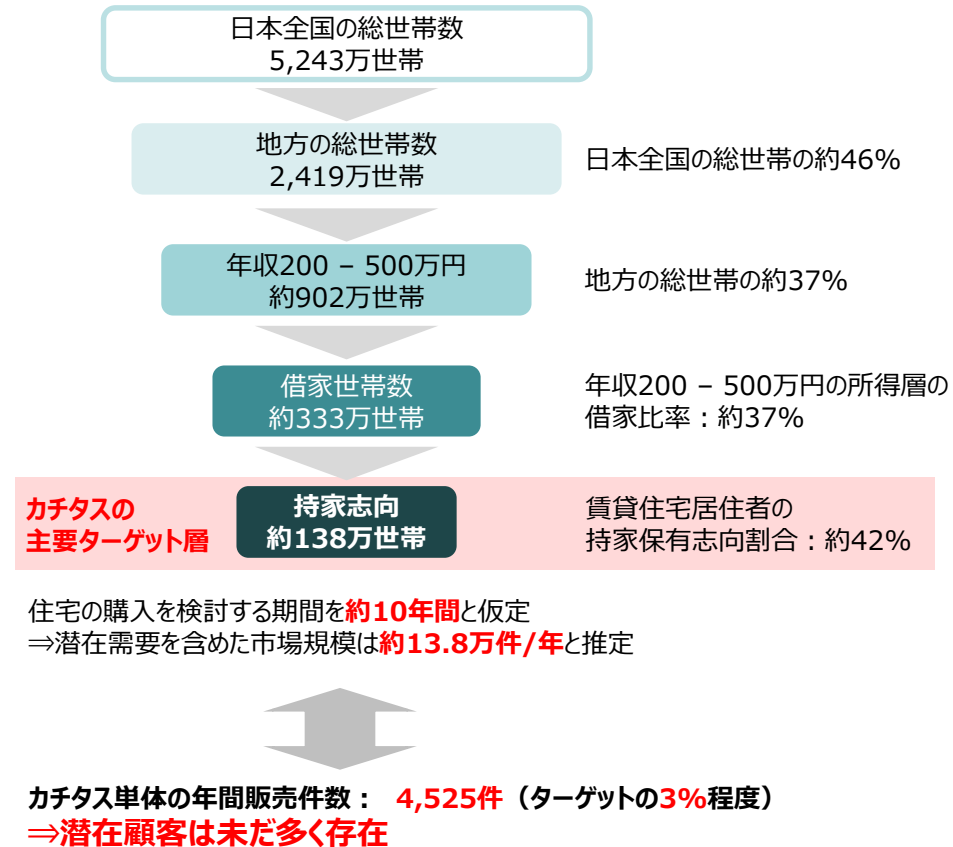 日本全国の総世帯数
5,243万世帯
地方の総世帯数
2,419万世帯
日本全国の総世帯の約46%
年収200 – 500万円
約902万世帯
地方の総世帯の約37%
借家世帯数
約333万世帯
年収200 – 500万円の所得層の
借家比率：約37%
カチタスの
主要ターゲット層
持家志向
約138万世帯
賃貸住宅居住者の
持家保有志向割合：約42%
住宅の購入を検討する期間を約10年間と仮定
⇒潜在需要を含めた市場規模は約13.8万件/年と推定
カチタス単体の年間販売件数： 4,525件（ターゲットの3%程度）
⇒潜在顧客は未だ多く存在